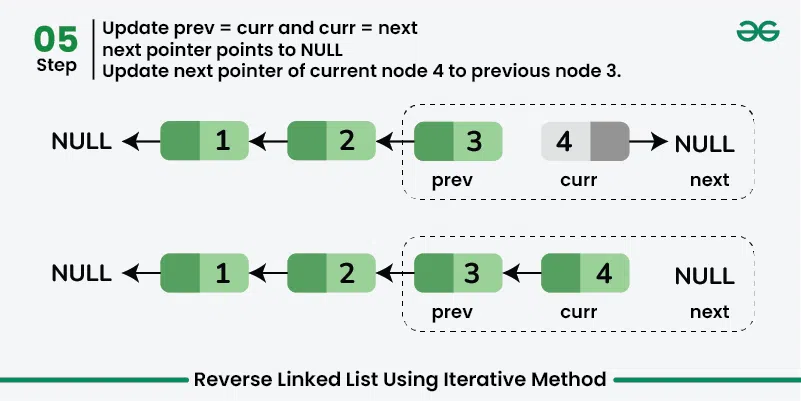 05
Step
Update prev = curr and curr = next
next pointer points to NULL
Update next pointer of current node 4 to previous node 3.
NULL 1 2 3 4 NULL
prev curr next
NULL 1 2 3 4 NULL
prev curr next
Reverse Linked List Using Iterative Method